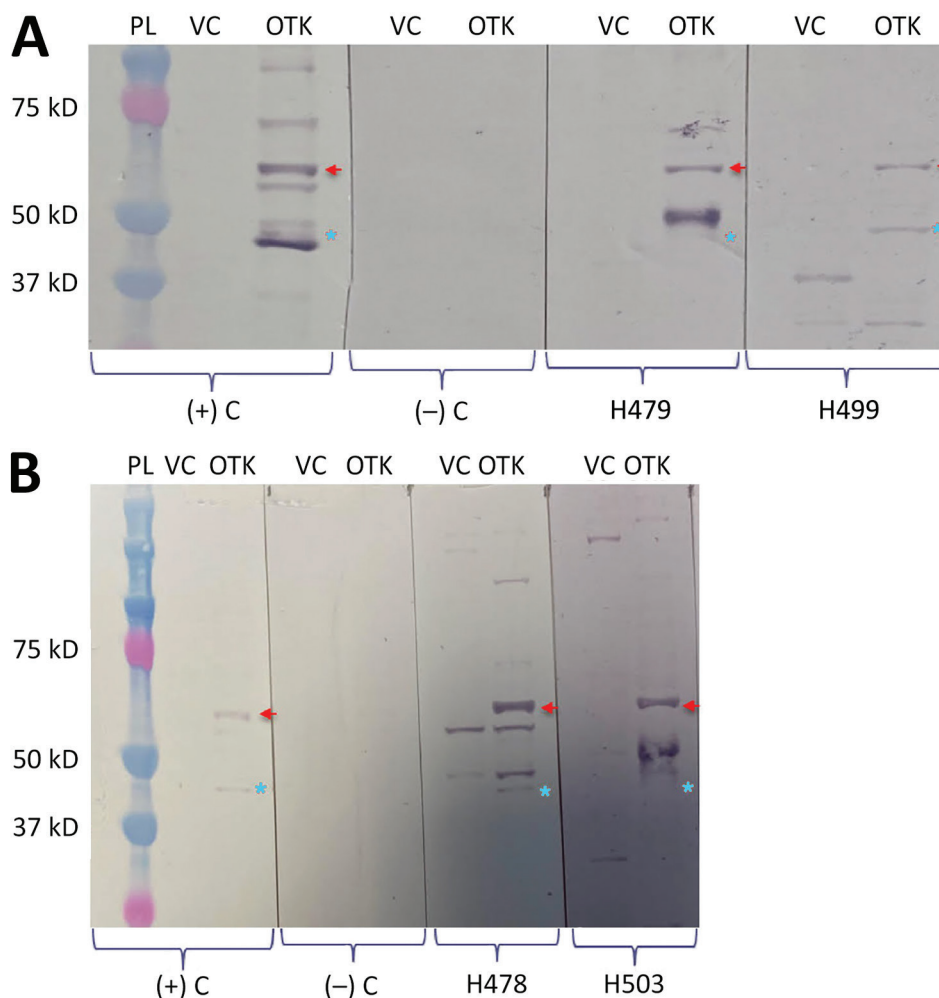 A
PL VC OTK VC OTK VC OTK VC OTK
75 kD
50 kD
37 kD
(+) C (–) C H479 H499
B
PL VC OTK VC OTK VC OTK VC OTK
75 kD
50 kD
37 kD
(+) C (–) C H478 H503